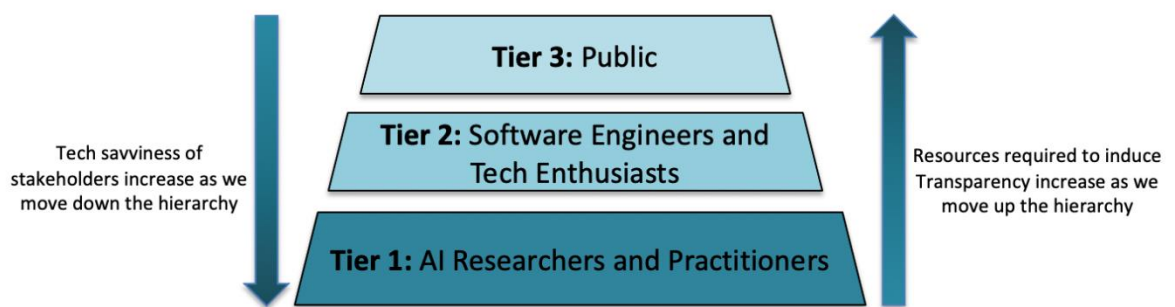 Tier 3: Public
Tier 2: Software Engineers and
Tech Enthusiasts
Tier 1: AI Researchers and Practitioners
Tech savviness of
stakeholders increase as we
move down the hierarchy
Resources required to induce
Transparency increase as we
move up the hierarchy